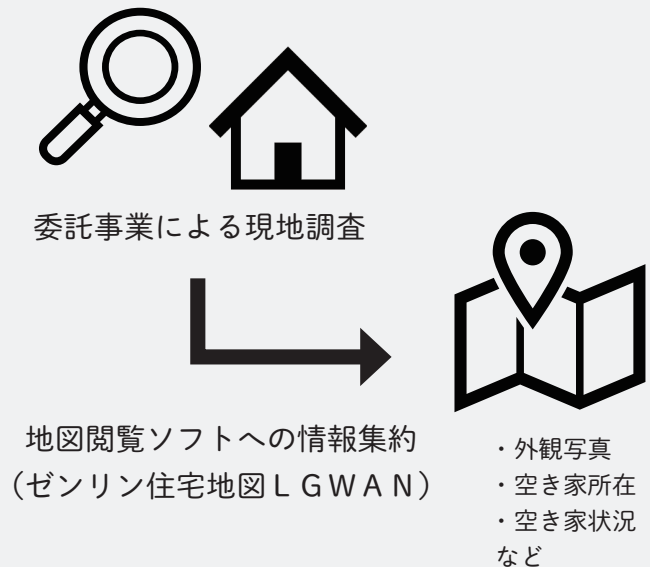 委託事業による現地調査
地図閲覧ソフトへの情報集約
（ゼンリン住宅地図ＬＧＷＡＮ）
・外観写真
・空き家所在
・空き家状況
など